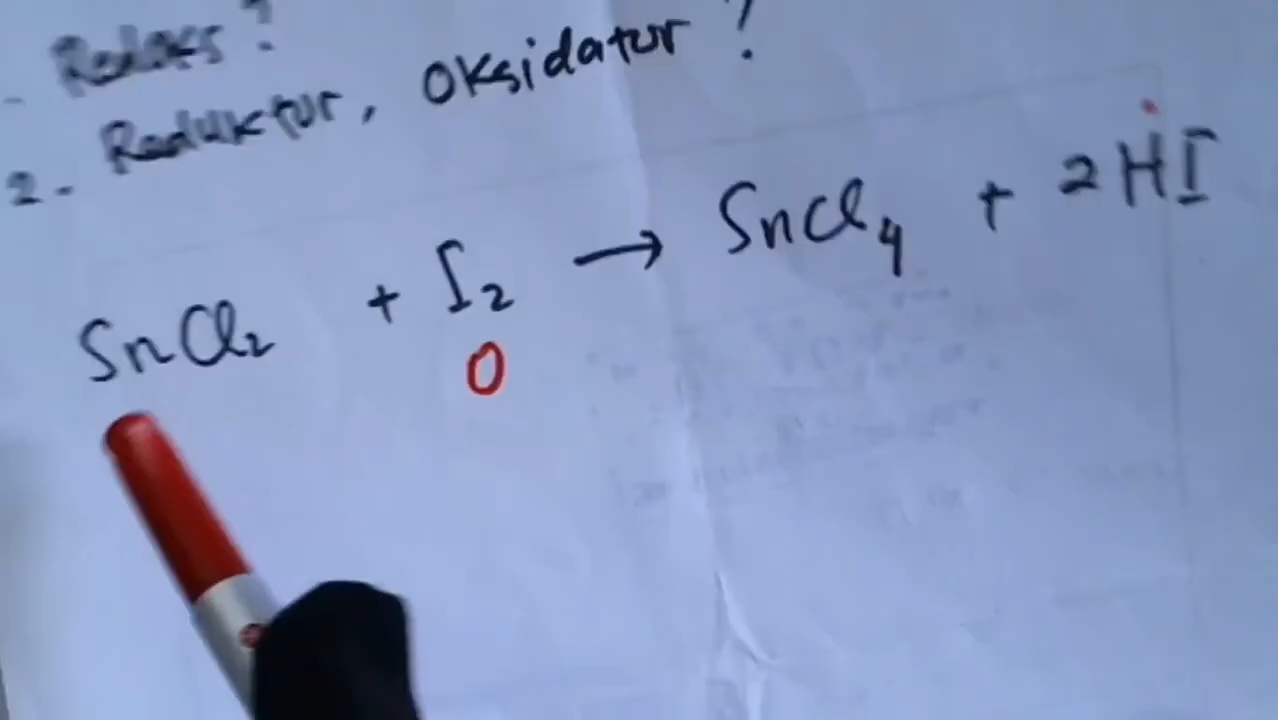 - Redoks?
2. Reduktor, Oksidator?
SnCl₂ + I₂ → SnCl₄ + 2HI
0